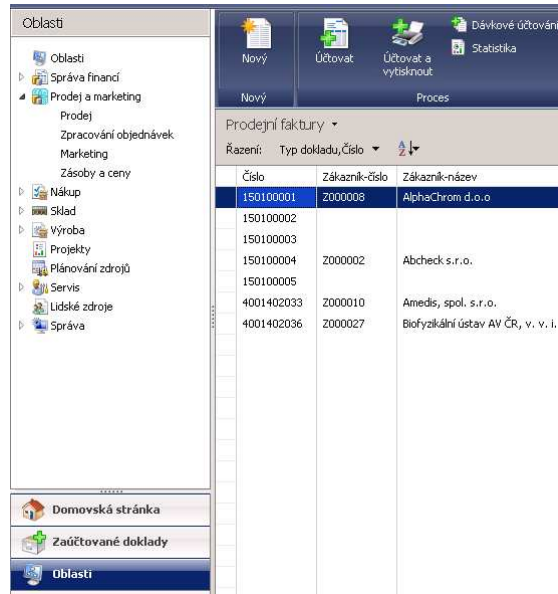 Oblasti
Oblasti
Správa financí
Prodej a marketing
Prodej
Zpracování objednávek
Marketing
Zásoby a ceny
Nákup
Sklad
Výroba
Projekty
Plánování zdrojů
Servis
Lidské zdroje
Správa
Domovská stránka
Zaúčtované doklady
Oblasti
Nový
Účtovat
Účtovat a
vytisknout
Dávkové účtování
Statistika
Nový
Proces
Prodejní faktury
Řazení: Typ dokladu,Číslo
Číslo Zákazník-číslo Zákazník-název
150100001 Z000008 AlphaChrom d.o.o
150100002
150100003
150100004 Z000002 Abcheck s.r.o.
150100005
4001402033 Z000010 Amedis, spol. s.r.o.
4001402036 Z000027 Biofyzikální ústav AV ČR, v. v. i.